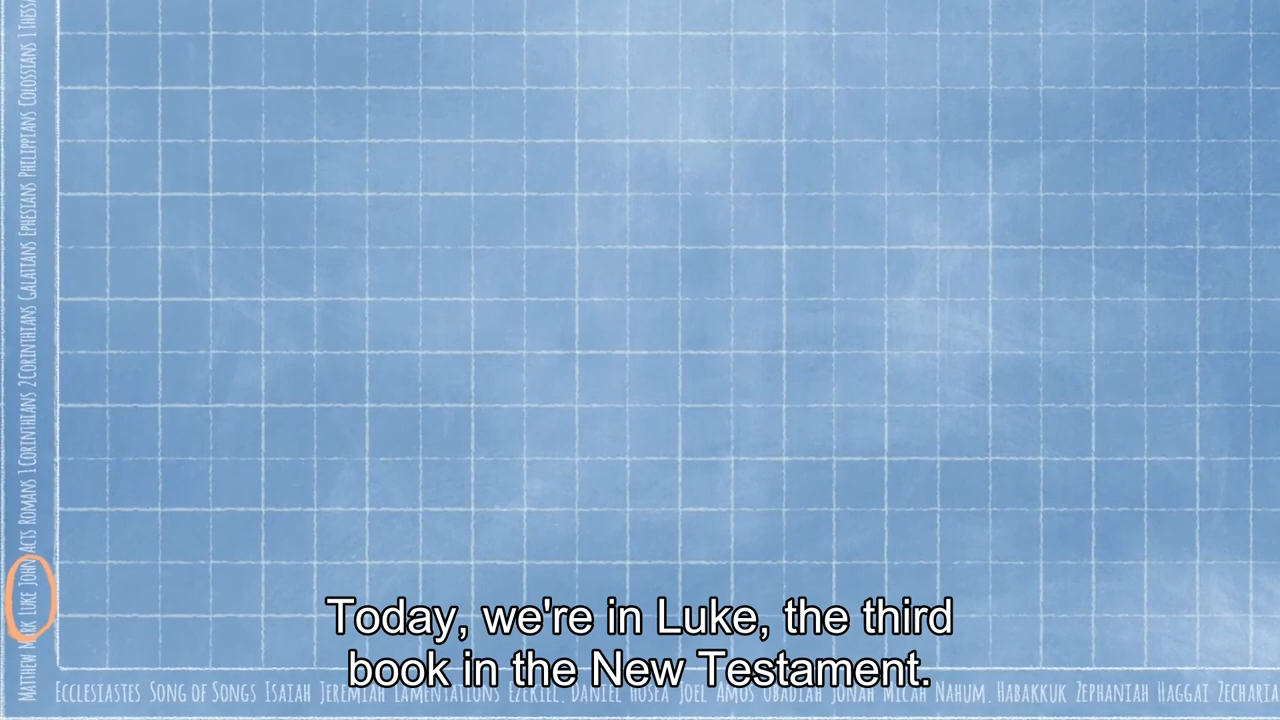 Matthew Mark Luke John Acts Romans 1 Corinthians 2 Corinthians Galatians Ephesians Philippians Colossians 1
Today, we're in Luke, the third
book in the New Testament.
Ecclesiastes Song of Songs Isaiah Jeremiah Lamentations Ezekiel. Daniel Hosea Joel Amos Obadiah Jonah Micah Nahum. Habakkuk Zephaniah Haggai